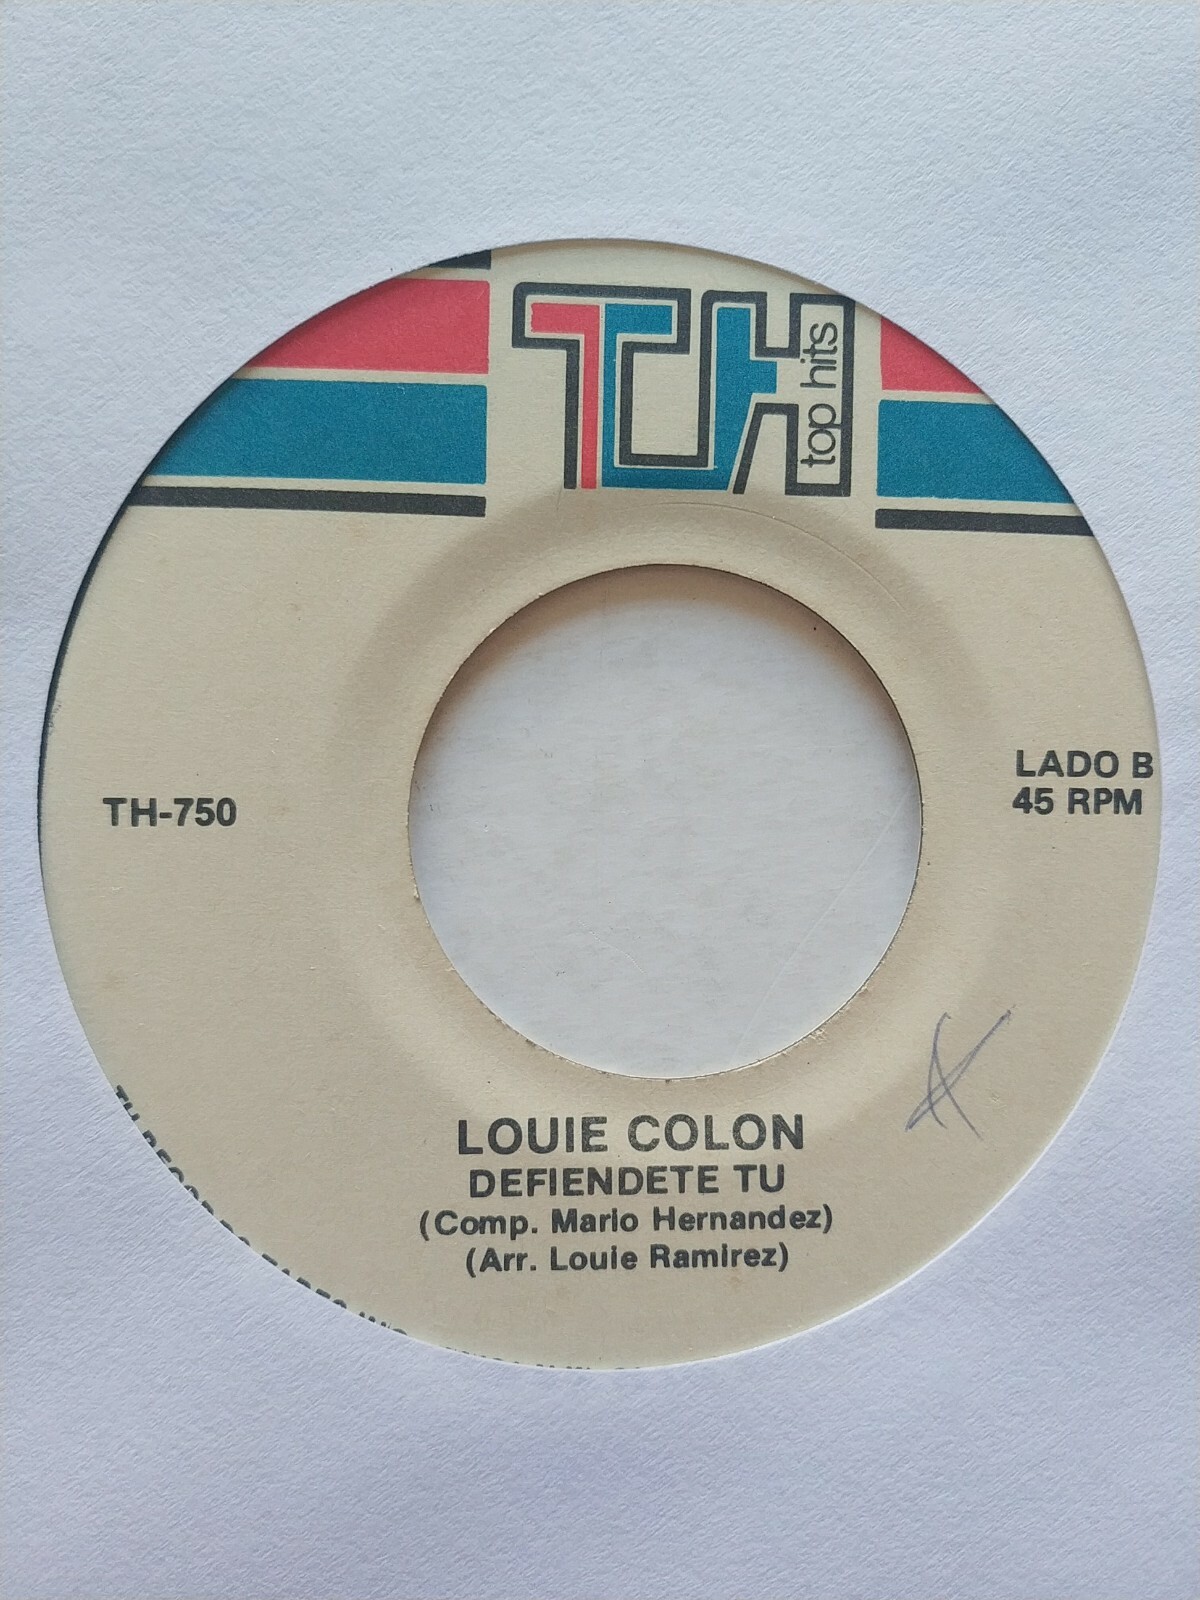 TH
top hits
TH-750
LADO B
45 RPM
LOUIE COLON
DEFIENDETE TU
(Comp. Mario Hernandez)
(Arr. Louie Ramirez)